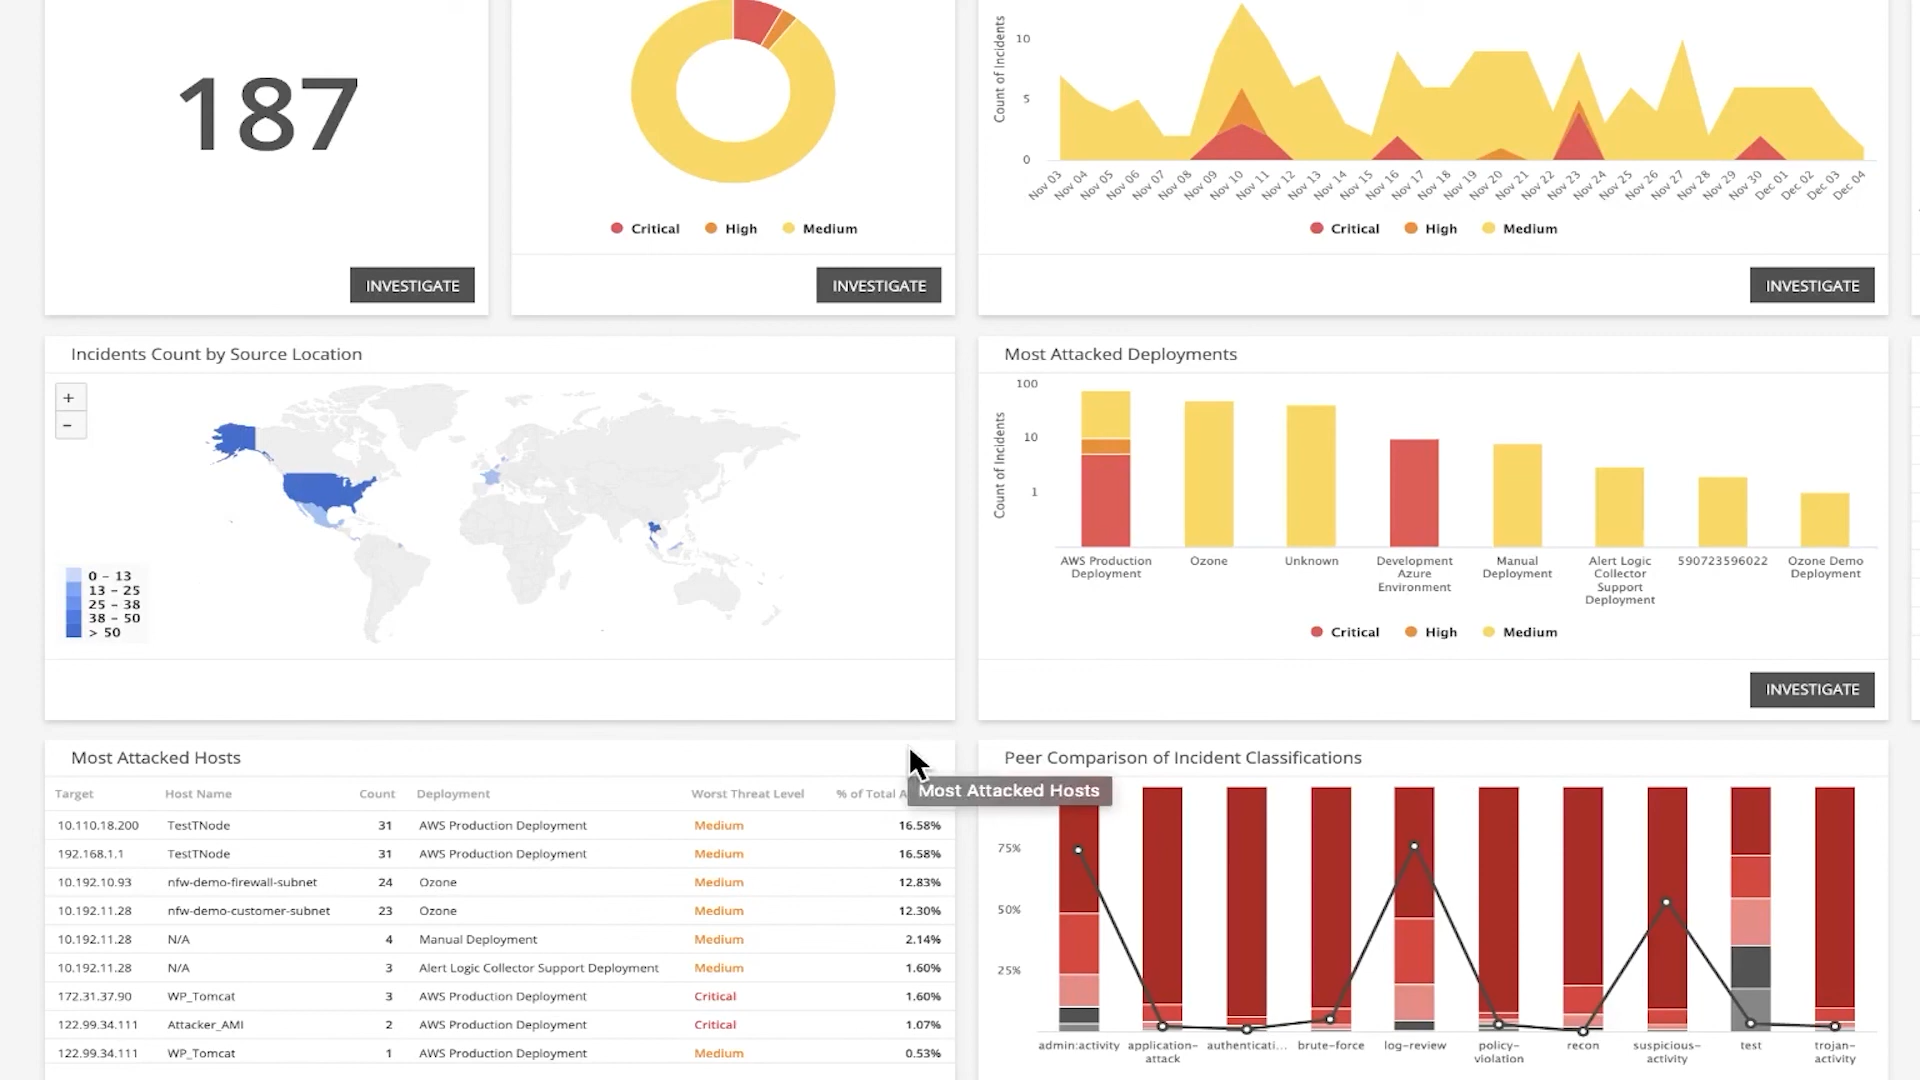 187
INVESTIGATE
Critical High Medium
INVESTIGATE
Count of Incidents
10
5
0
Nov 03 Nov 04 Nov 05 Nov 06 Nov 07 Nov 08 Nov 09 Nov 10 Nov 11 Nov 12 Nov 13 Nov 14 Nov 15 Nov 16 Nov 17 Nov 18 Nov 19 Nov 20 Nov 21 Nov 22 Nov 23 Nov 24 Nov 25 Nov 26 Nov 27 Nov 28 Nov 29 Nov 30 Dec 01 Dec 02 Dec 03 Dec 04
Critical High Medium
INVESTIGATE
Incidents Count by Source Location
+
−
0 – 13
13 – 25
25 – 38
38 – 50
> 50
Most Attacked Deployments
Count of Incidents
100
10
1
AWS Production
Deployment
Ozone
Unknown
Development
Azure
Environment
Manual
Deployment
Alert Logic
Collector
Support
Deployment
590723596022
Ozone Demo
Deployment
Critical High Medium
INVESTIGATE
Most Attacked Hosts
Target Host Name Count Deployment Worst Threat Level % of Total
10.110.18.200 TestTNode 31 AWS Production Deployment Medium 16.58%
192.168.1.1 TestTNode 31 AWS Production Deployment Medium 16.58%
10.192.10.93 nfw-demo-firewall-subnet 24 Ozone Medium 12.83%
10.192.11.28 nfw-demo-customer-subnet 23 Ozone Medium 12.30%
10.192.11.28 N/A 4 Manual Deployment Medium 2.14%
10.192.11.28 N/A 3 Alert Logic Collector Support Deployment Medium 1.60%
172.31.37.90 WP_Tomcat 3 AWS Production Deployment Critical 1.60%
122.99.34.111 Attacker_AMI 2 AWS Production Deployment Critical 1.07%
122.99.34.111 WP_Tomcat 1 AWS Production Deployment Medium 0.53%
Most Attacked Hosts
Peer Comparison of Incident Classifications
75%
50%
25%
admin:activity
application-
attack
authenticati...
brute-force
log-review
policy-
violation
recon
suspicious-
activity
test
trojan-
activity